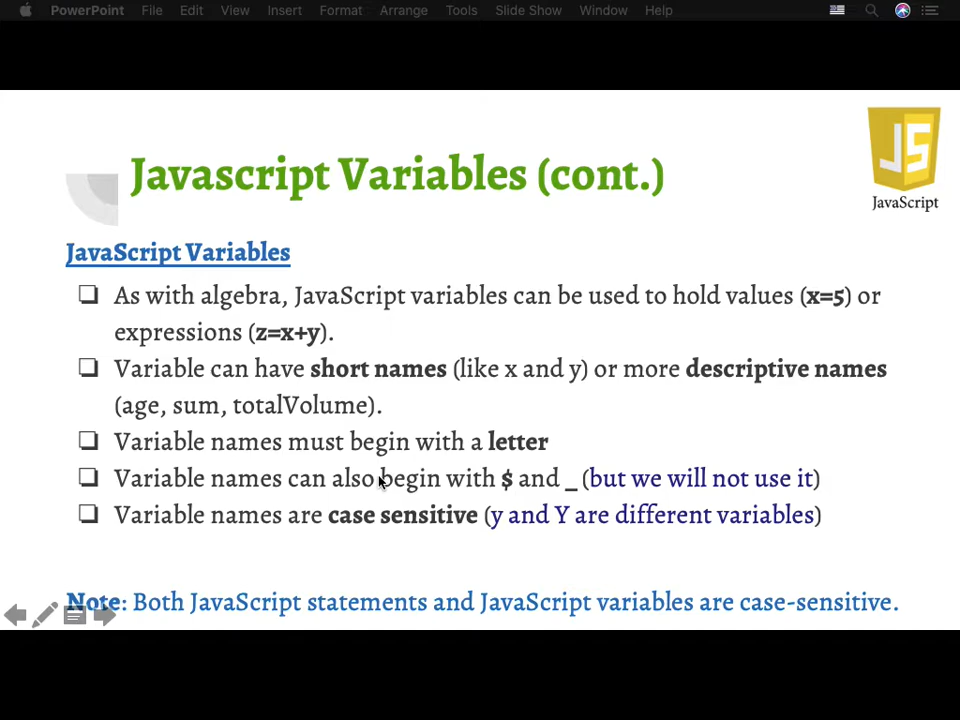 PowerPoint File Edit View Insert Format Arrange Tools Slide Show Window Help
JS
JavaScript
Javascript Variables (cont.)
JavaScript Variables
❑ As with algebra, JavaScript variables can be used to hold values (x=5) or
expressions (z=x+y).
❑ Variable can have short names (like x and y) or more descriptive names
(age, sum, totalVolume).
❑ Variable names must begin with a letter
❑ Variable names can also begin with $ and _ (but we will not use it)
❑ Variable names are case sensitive (y and Y are different variables)
Note: Both JavaScript statements and JavaScript variables are case-sensitive.